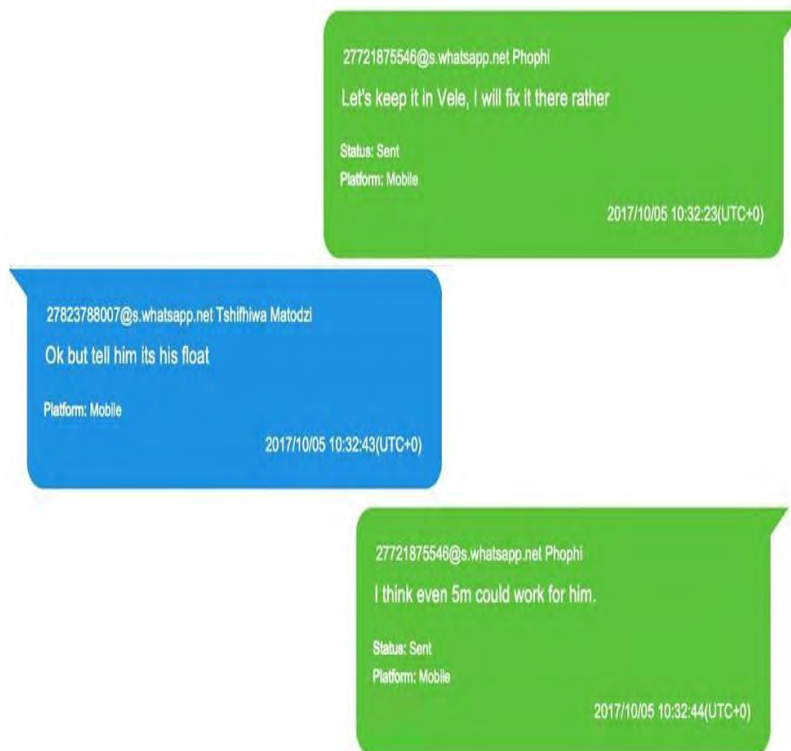 27721875546@s.whatsapp.net Phophi
Let's keep it in Vele, I will fix it there rather
Status: Sent
Platform: Mobile
2017/10/05 10:32:23(UTC+0)
27823788007@s.whatsapp.net Tshifhiwa Matodzi
Ok but tell him its his float
Platform: Mobile
2017/10/05 10:32:43(UTC+0)
27721875546@s.whatsapp.net Phophi
I think even 5m could work for him.
Status: Sent
Platform: Mobile
2017/10/05 10:32:44(UTC+0)